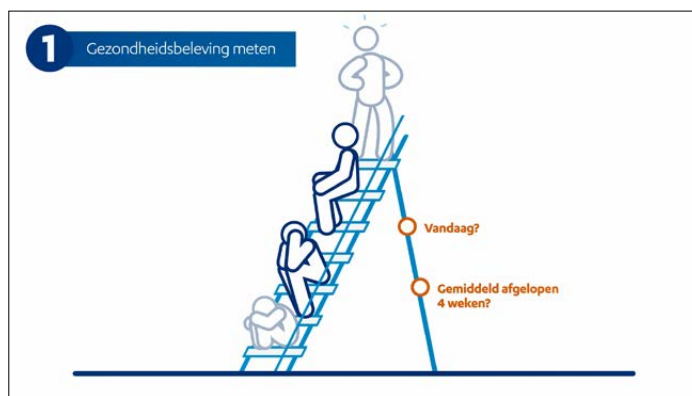 1
Gezondheidsbeleving meten
Vandaag?
Gemiddeld afgelopen
4 weken?